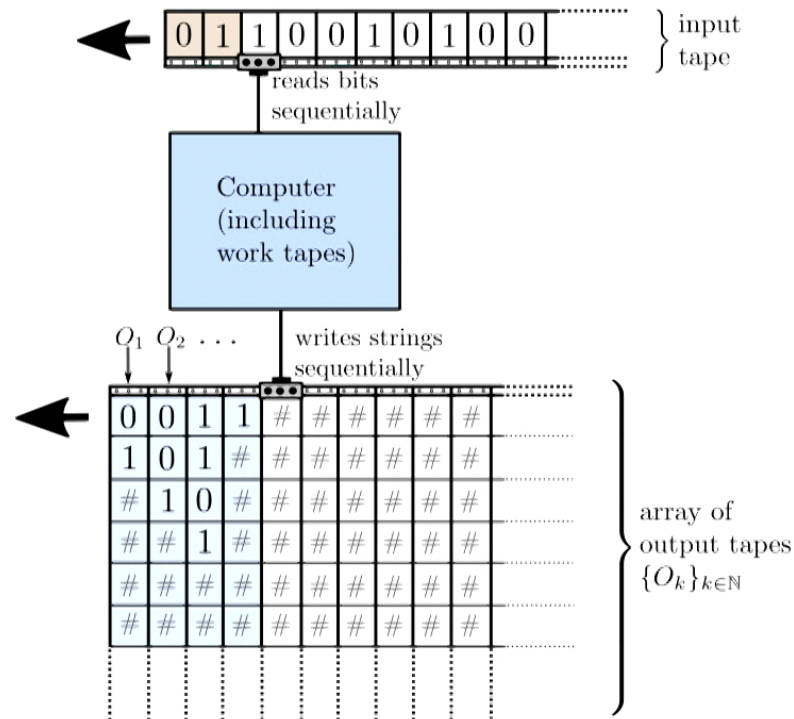 0 1 1 0 0 1 0 1 0 0
input
tape
reads bits
sequentially
Computer
(including
work tapes)
O₁ O₂ . . .
writes strings
sequentially
0 0 1 1 # # # # # #
1 0 1 # # # # # # #
# 1 0 # # # # # # #
# # 1 # # # # # # #
# # # # # # # # # #
# # # # # # # # # #
array of
output tapes
{Oₖ}ₖ∈ℕ